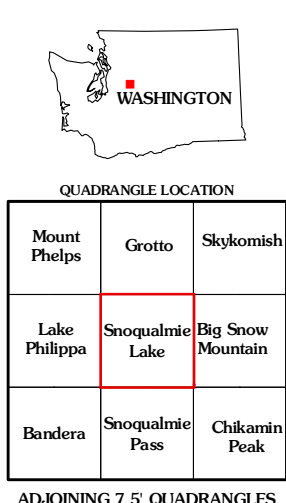 WASHINGTON
QUADRANGLE LOCATION
Mount
Phelps
Grotto
Skykomish
Lake
Philippa
Snoqualmie
Lake
Big Snow
Mountain
Bandera
Snoqualmie
Pass
Chikamin
Peak
ADJOINING 7.5' QUADRANGLES